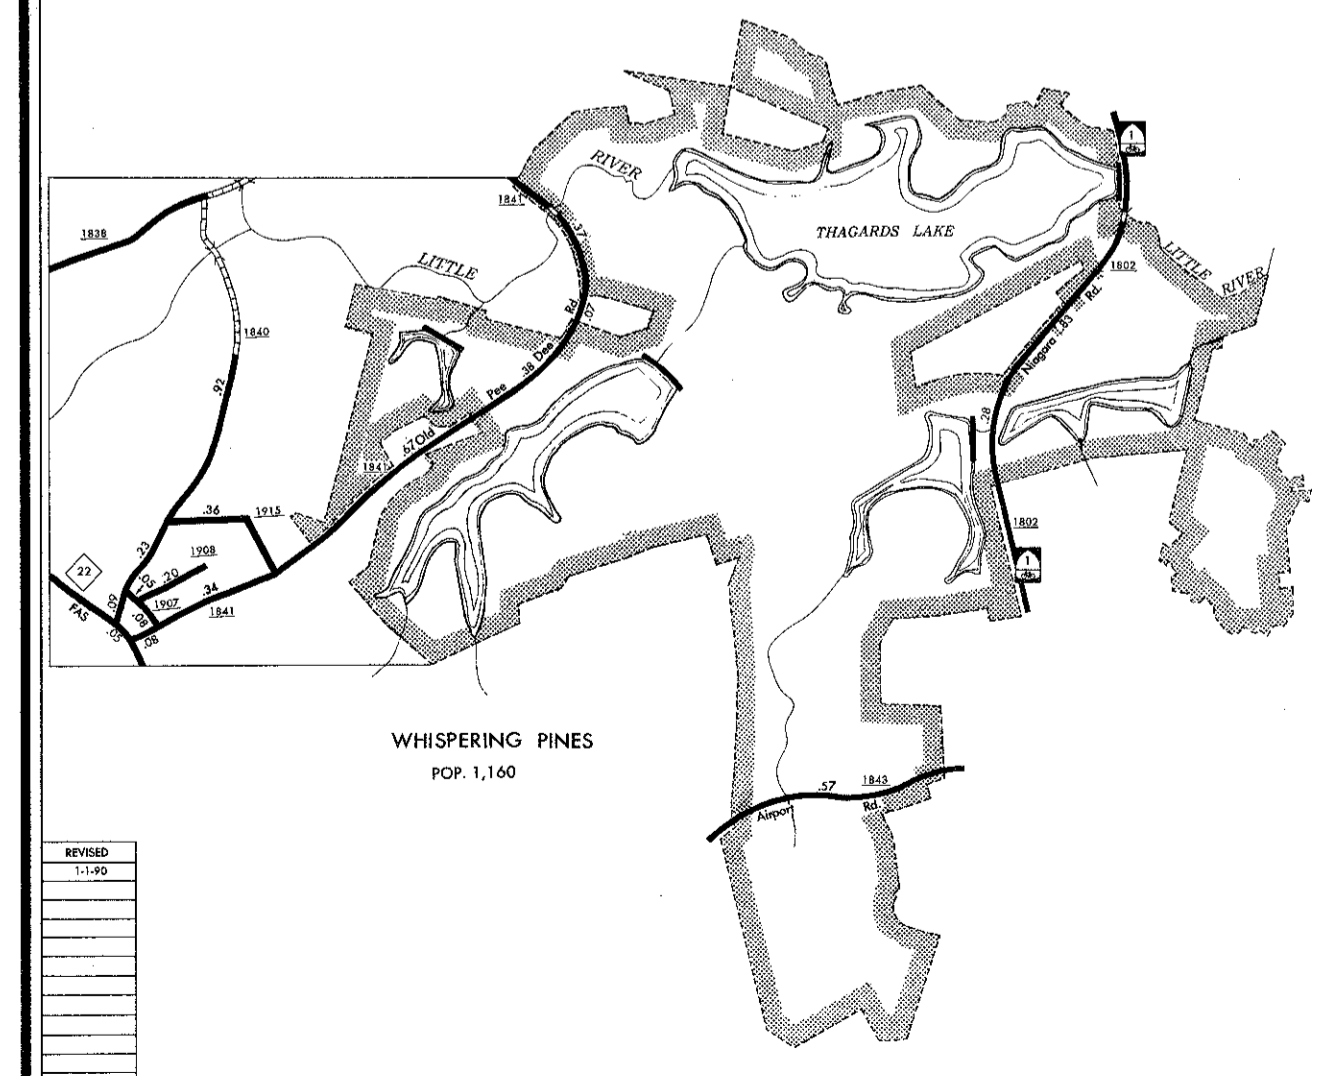 1
RIVER
1841
.37
THAGARDS LAKE
1838
LITTLE
1802
LITTLE RIVER
1840
.07
.92
1841 .67 Old Pee .38 Dee Rd
Niagara 1.83 Rd.
.28
.36
1915
.23
1908
22
.05
.20
.34
1802
1
FAS
.09
1907
1841
.08
.05
.08
WHISPERING PINES
POP. 1,160
.57
1843
Airport Rd.
REVISED
1-1-90